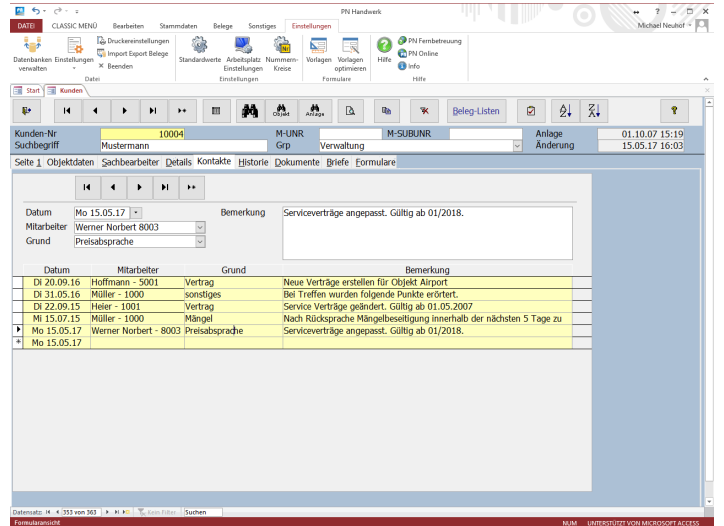 PN Handwerk
DATEI CLASSIC MENÜ Bearbeiten Stammdaten Belege Sonstiges Einstellungen Michael Neuhof
Datenbanken verwalten
Einstellungen
Druckereinstellungen
Import Export Belege
Beenden
Datei
Standardwerte
Arbeitsplatz Einstellungen
Nummern-Kreise
Einstellungen
Vorlagen
Vorlagen optimieren
Formulare
Hilfe
PN Fernbetreuung
PN Online
Info
Hilfe
Start Kunden
Objekt Anlage Beleg-Listen
Kunden-Nr 10004 M-UNR M-SUBUNR Anlage 01.10.07 15:19
Suchbegriff Mustermann Grp Verwaltung Änderung 15.05.17 16:03
Seite 1 Objektdaten Sachbearbeiter Details Kontakte Historie Dokumente Briefe Formulare
Datum Mo 15.05.17 Bemerkung Serviceverträge angepasst. Gültig ab 01/2018.
Mitarbeiter Werner Norbert 8003
Grund Preisabsprache
Datum Mitarbeiter Grund Bemerkung
Di 20.09.16 Hoffmann - 5001 Vertrag Neue Verträge erstellen für Objekt Airport
Di 31.05.16 Müller - 1000 sonstiges Bei Treffen wurden folgende Punkte erörtert.
Di 22.09.15 Heier - 1001 Vertrag Service Verträge geändert. Gültig ab 01.05.2007
Mi 15.07.15 Müller - 1000 Mängel Nach Rücksprache Mängelbeseitigung innerhalb der nächsten 5 Tage zu
Mo 15.05.17 Werner Norbert - 8003 Preisabsprache Serviceverträge angepasst. Gültig ab 01/2018.
Mo 15.05.17
Datensatz: 353 von 363 Kein Filter Suchen
Formularansicht NUM UNTERSTÜTZT VON MICROSOFT ACCESS